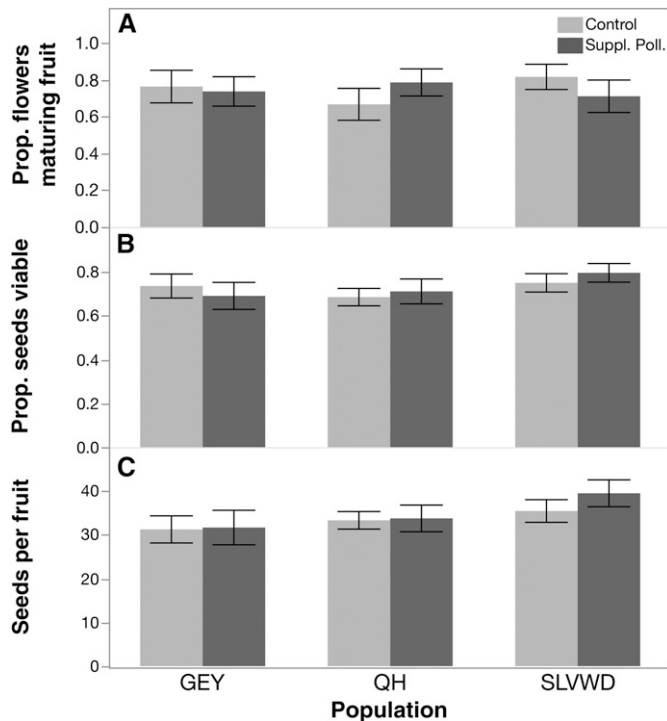 A
Control
Suppl. Poll.
Prop. flowers
maturing fruit
1.0
0.8
0.6
0.4
0.2
0.0
B
Prop. seeds viable
0.8
0.6
0.4
0.2
0.0
C
Seeds per fruit
40
30
20
10
0
GEY QH SLVWD
Population